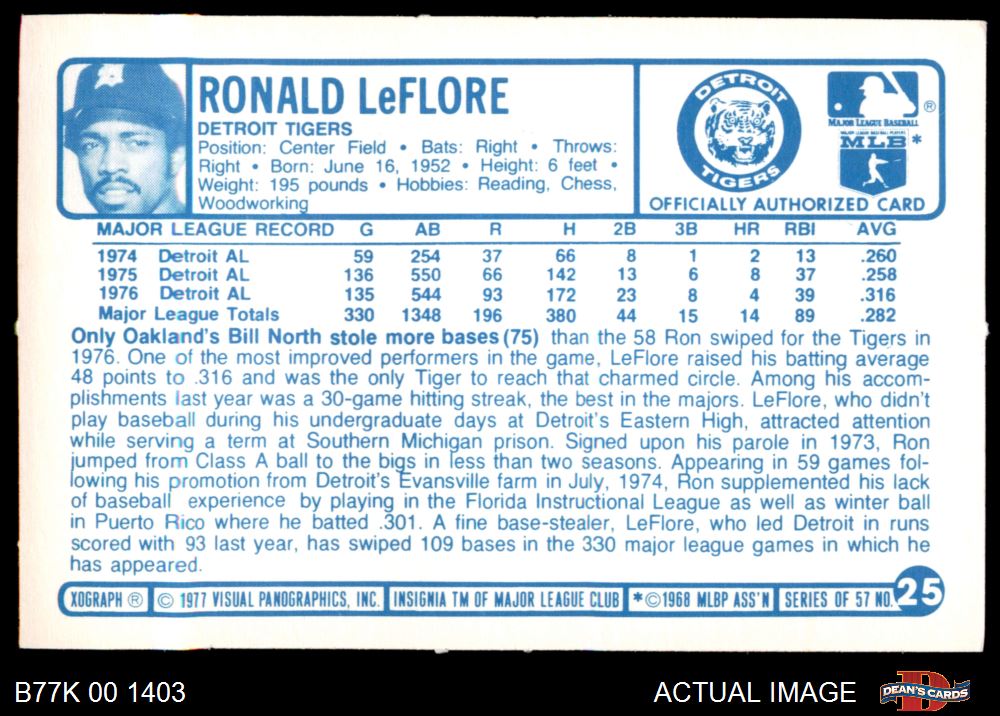 RONALD LeFLORE
DETROIT TIGERS
Position: Center Field • Bats: Right • Throws:
Right • Born: June 16, 1952 • Height: 6 feet •
Weight: 195 pounds • Hobbies: Reading, Chess,
Woodworking
DETROIT
TIGERS
MAJOR LEAGUE BASEBALL ®
MAJOR LEAGUE BASEBALL PLAYERS
MLB *
OFFICIALLY AUTHORIZED CARD
MAJOR LEAGUE RECORD G AB R H 2B 3B HR RBI AVG
1974 Detroit AL 59 254 37 66 8 1 2 13 .260
1975 Detroit AL 136 550 66 142 13 6 8 37 .258
1976 Detroit AL 135 544 93 172 23 8 4 39 .316
Major League Totals 330 1348 196 380 44 15 14 89 .282
Only Oakland's Bill North stole more bases (75) than the 58 Ron swiped for the Tigers in
1976. One of the most improved performers in the game, LeFlore raised his batting average
48 points to .316 and was the only Tiger to reach that charmed circle. Among his accom-
plishments last year was a 30-game hitting streak, the best in the majors. LeFlore, who didn't
play baseball during his undergraduate days at Detroit's Eastern High, attracted attention
while serving a term at Southern Michigan prison. Signed upon his parole in 1973, Ron
jumped from Class A ball to the bigs in less than two seasons. Appearing in 59 games fol-
lowing his promotion from Detroit's Evansville farm in July, 1974, Ron supplemented his lack
of baseball experience by playing in the Florida Instructional League as well as winter ball
in Puerto Rico where he batted .301. A fine base-stealer, LeFlore, who led Detroit in runs
scored with 93 last year, has swiped 109 bases in the 330 major league games in which he
has appeared.
XOGRAPH ® © 1977 VISUAL PANOGRAPHICS, INC. INSIGNIA TM OF MAJOR LEAGUE CLUB *©1968 MLBP ASS'N SERIES OF 57 NO. 25
B77K 00 1403
ACTUAL IMAGE
DEAN'S CARDS